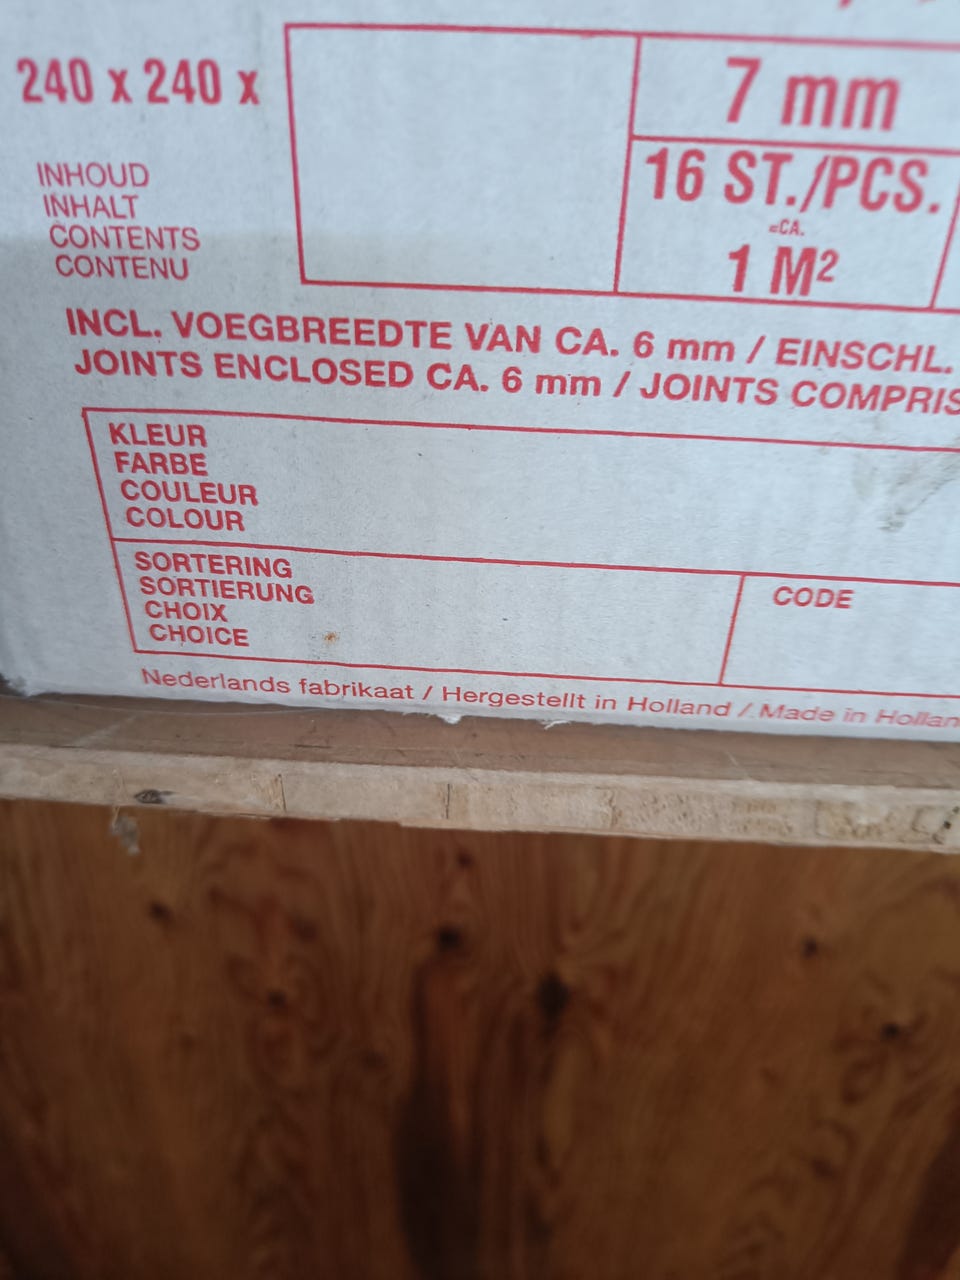 240 x 240 x
7 mm
INHOUD
INHALT
CONTENTS
CONTENU
16 ST./PCS.
=CA.
1 M²
INCL. VOEGBREEDTE VAN CA. 6 mm / EINSCHL.
JOINTS ENCLOSED CA. 6 mm / JOINTS COMPRIS
KLEUR
FARBE
COULEUR
COLOUR
SORTERING
SORTIERUNG
CHOIX
CHOICE
CODE
Nederlands fabrikaat / Hergestellt in Holland / Made in Hollan